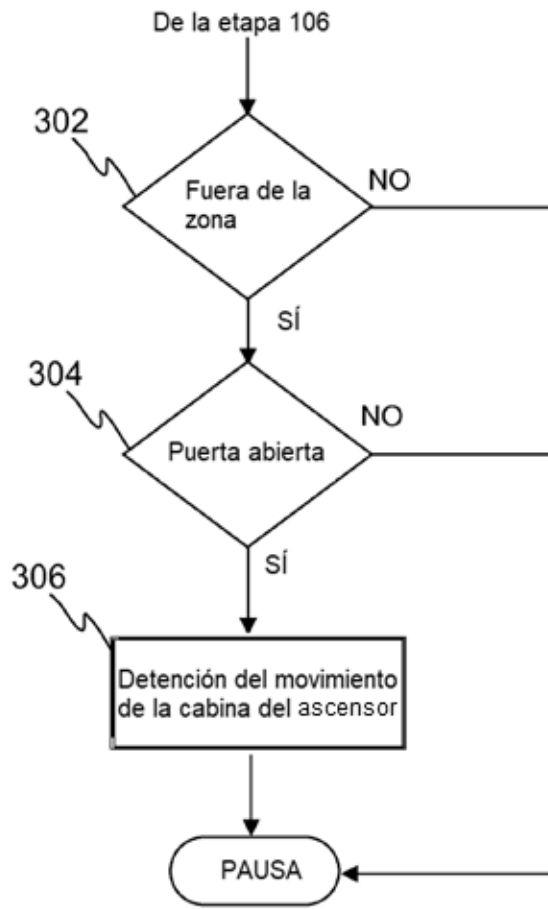 De la etapa 106
302
Fuera de la
zona
NO
SÍ
304
Puerta abierta
NO
SÍ
306
Detención del movimiento
de la cabina del ascensor
PAUSA